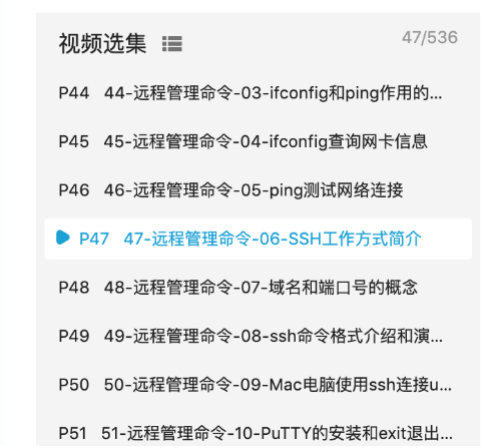 视频选集
47/536
P44 44-远程管理命令-03-ifconfig和ping作用的...
P45 45-远程管理命令-04-ifconfig查询网卡信息
P46 46-远程管理命令-05-ping测试网络连接
P47 47-远程管理命令-06-SSH工作方式简介
P48 48-远程管理命令-07-域名和端口号的概念
P49 49-远程管理命令-08-ssh命令格式介绍和演...
P50 50-远程管理命令-09-Mac电脑使用ssh连接u...
P51 51-远程管理命令-10-PuTTY的安装和exit退出...